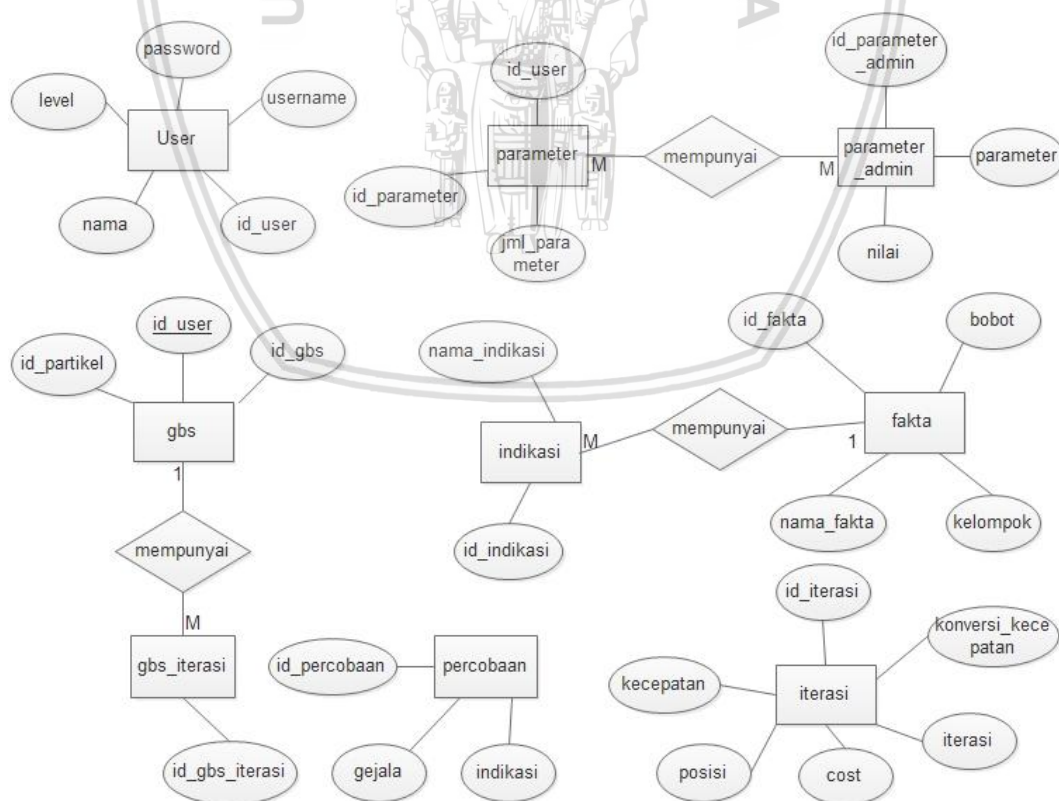 U
A
password
level
username
User
nama
id_user
id_user
parameter
M
id_parameter
jml_para
meter
mempunyai
id_parameter
_admin
parameter
_admin
M
parameter
nilai
id_user
id_partikel
id_gbs
gbs
1
mempunyai
M
gbs_iterasi
id_gbs_iterasi
nama_indikasi
indikasi
M
id_indikasi
mempunyai
id_fakta
bobot
fakta
1
nama_fakta
kelompok
id_percobaan
percobaan
gejala
indikasi
id_iterasi
konversi_kece
patan
kecepatan
iterasi
iterasi
posisi
cost